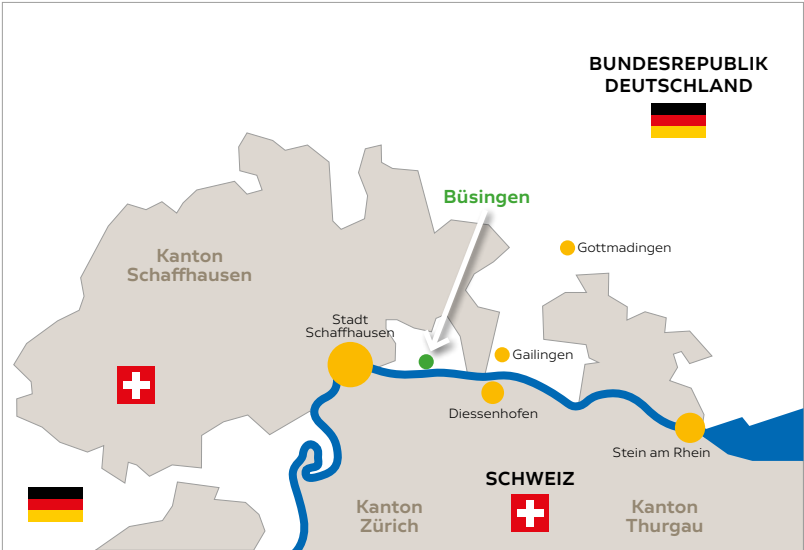 BUNDESREPUBLIK
DEUTSCHLAND
Büsingen
Gottmadingen
Kanton
Schaffhausen
Stadt
Schaffhausen
Gailingen
Diessenhofen
Stein am Rhein
SCHWEIZ
Kanton
Zürich
Kanton
Thurgau